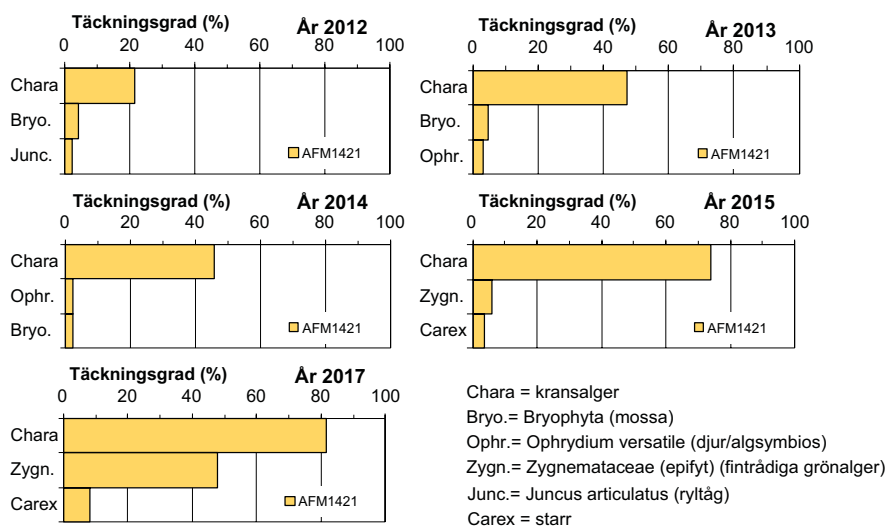 Täckningsgrad (%) År 2012
0 20 40 60 80 100
Chara
Bryo.
Junc.
AFM1421
Täckningsgrad (%) År 2013
0 20 40 60 80 100
Chara
Bryo.
Ophr.
AFM1421
Täckningsgrad (%) År 2014
0 20 40 60 80 100
Chara
Ophr.
Bryo.
AFM1421
Täckningsgrad (%) År 2015
0 20 40 60 80 100
Chara
Zygn.
Carex
AFM1421
Täckningsgrad (%) År 2017
0 20 40 60 80 100
Chara
Zygn.
Carex
AFM1421
Chara = kransalger
Bryo.= Bryophyta (mossa)
Ophr.= Ophrydium versatile (djur/algsymbios)
Zygn.= Zygnemataceae (epifyt) (fintrådiga grönalger)
Junc.= Juncus articulatus (ryltåg)
Carex = starr